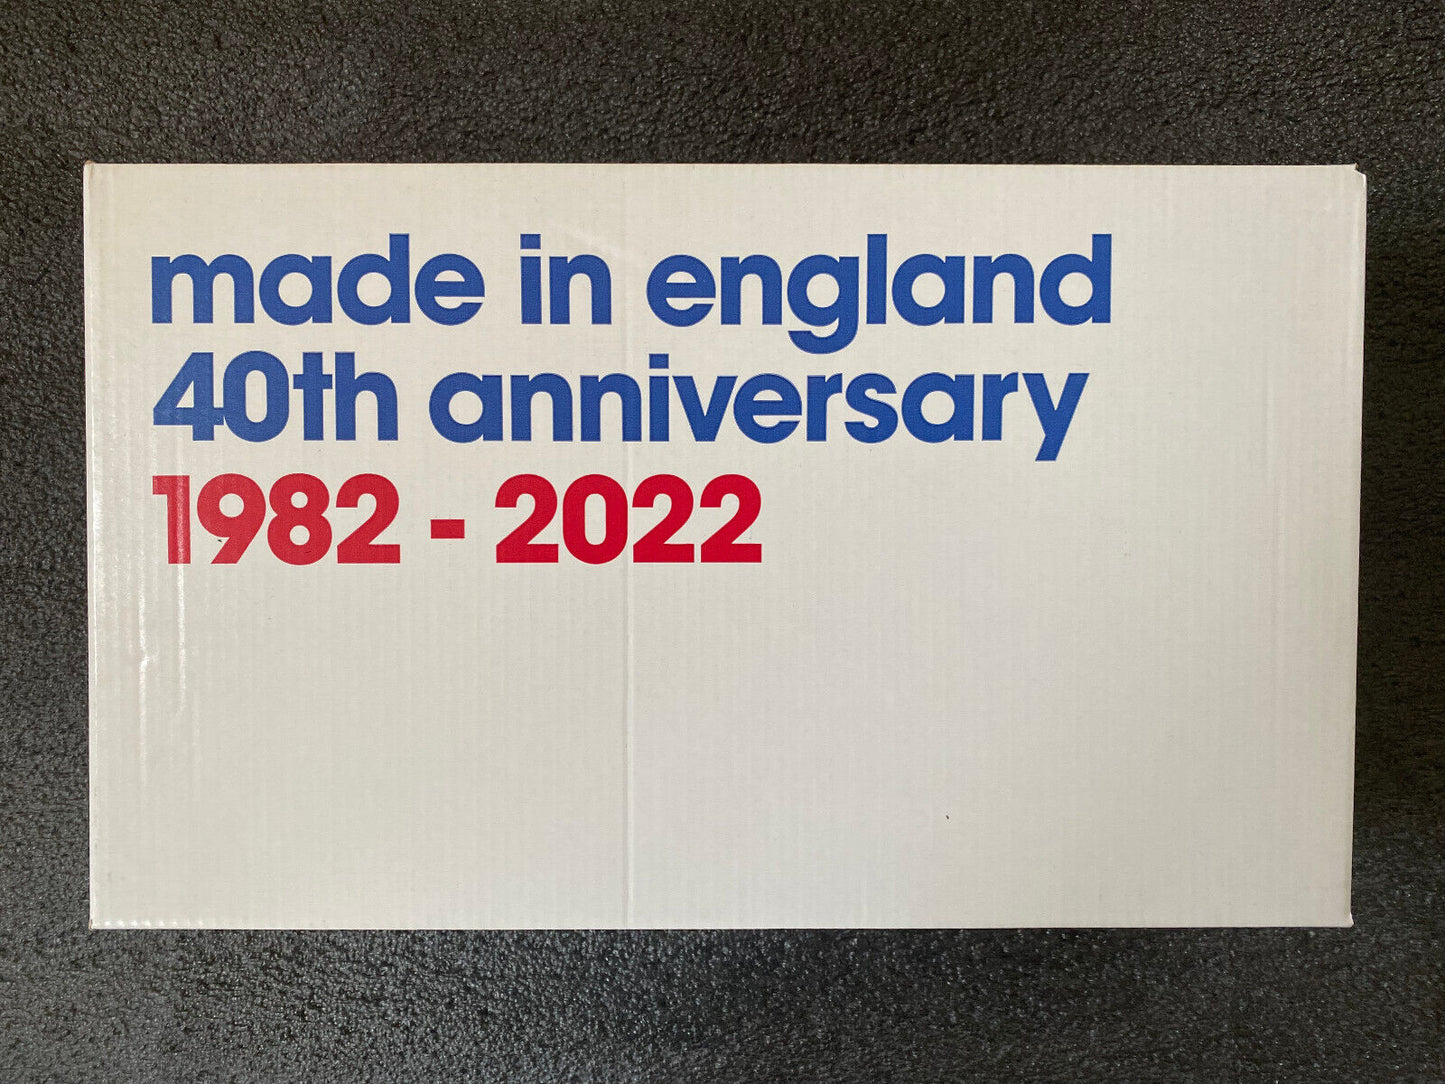 made in england
40th anniversary
1982 - 2022